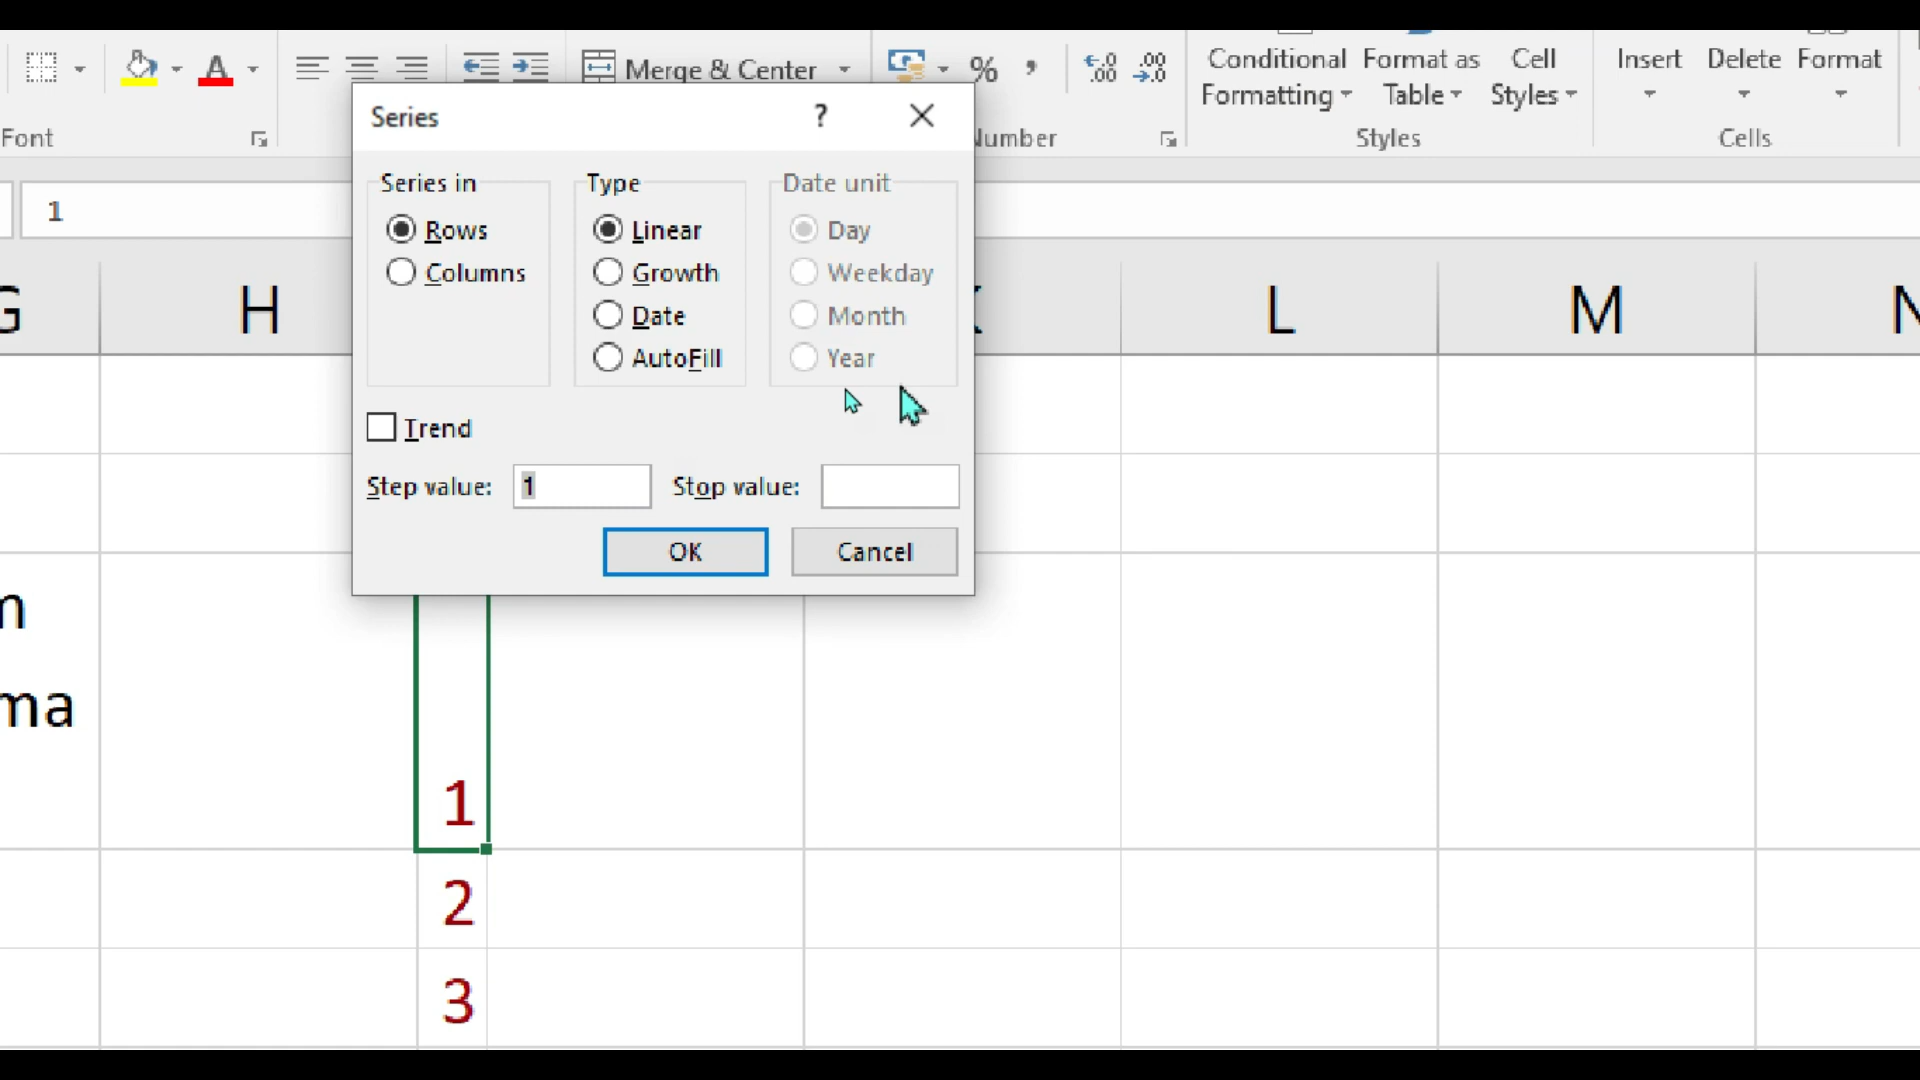 Merge & Center
%
Conditional Formatting
Format as Table
Cell Styles
Insert
Delete
Format
Font
Number
Styles
Cells
Series
?
Series in
Rows
Columns
Type
Linear
Growth
Date
AutoFill
Date unit
Day
Weekday
Month
Year
Trend
Step value: 1
Stop value:
OK
Cancel
1
G H K L M N
m
ma
1
2
3